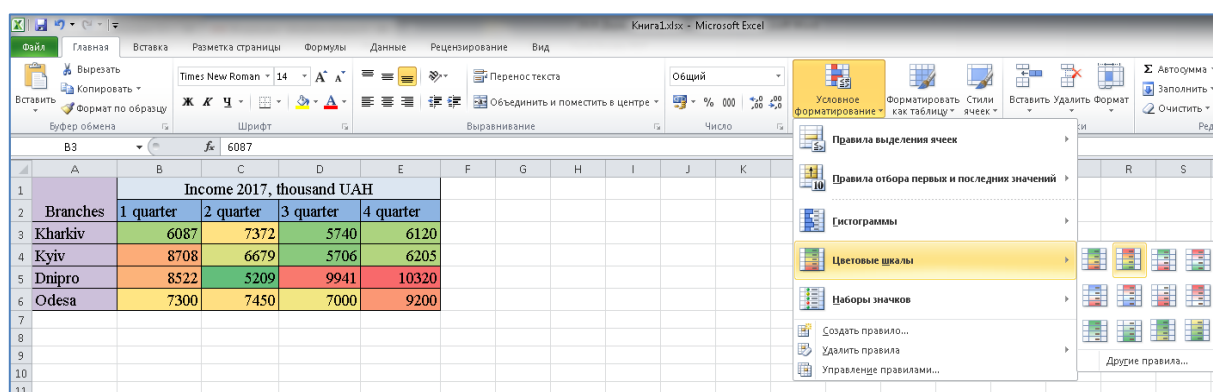 Книга1.xlsx - Microsoft Excel
Файл Главная Вставка Разметка страницы Формулы Данные Рецензирование Вид
Вставить
Вырезать
Копировать
Формат по образцу
Буфер обмена
Times New Roman 14
Ж К Ч
Шрифт
Перенос текста
Объединить и поместить в центре
Выравнивание
Общий
% 000
Число
Условное форматирование
Форматировать как таблицу
Стили ячеек
Вставить Удалить Формат
Σ Автосумма
Заполнить
Очистить
Ред
B3 fx 6087
A B C D E F G H I J K R S
1 Income 2017, thousand UAH
2 Branches 1 quarter 2 quarter 3 quarter 4 quarter
3 Kharkiv 6087 7372 5740 6120
4 Kyiv 8708 6679 5706 6205
5 Dnipro 8522 5209 9941 10320
6 Odesa 7300 7450 7000 9200
7
8
9
10
11
Правила выделения ячеек
Правила отбора первых и последних значений
Гистограммы
Цветовые шкалы
Наборы значков
Создать правило...
Удалить правила
Управление правилами...
Другие правила...